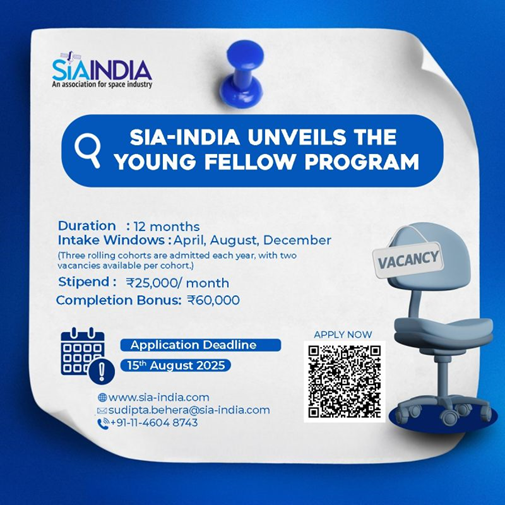 SiAINDIA
An association for space industry
SIA-INDIA UNVEILS THE
YOUNG FELLOW PROGRAM
Duration : 12 months
Intake Windows : April, August, December
(Three rolling cohorts are admitted each year, with two
vacancies available per cohort.)
Stipend : ₹25,000/ month
Completion Bonus: ₹60,000
VACANCY
Application Deadline
15th August 2025
APPLY NOW
www.sia-india.com
sudipta.behera@sia-india.com
+91-11-4604 8743